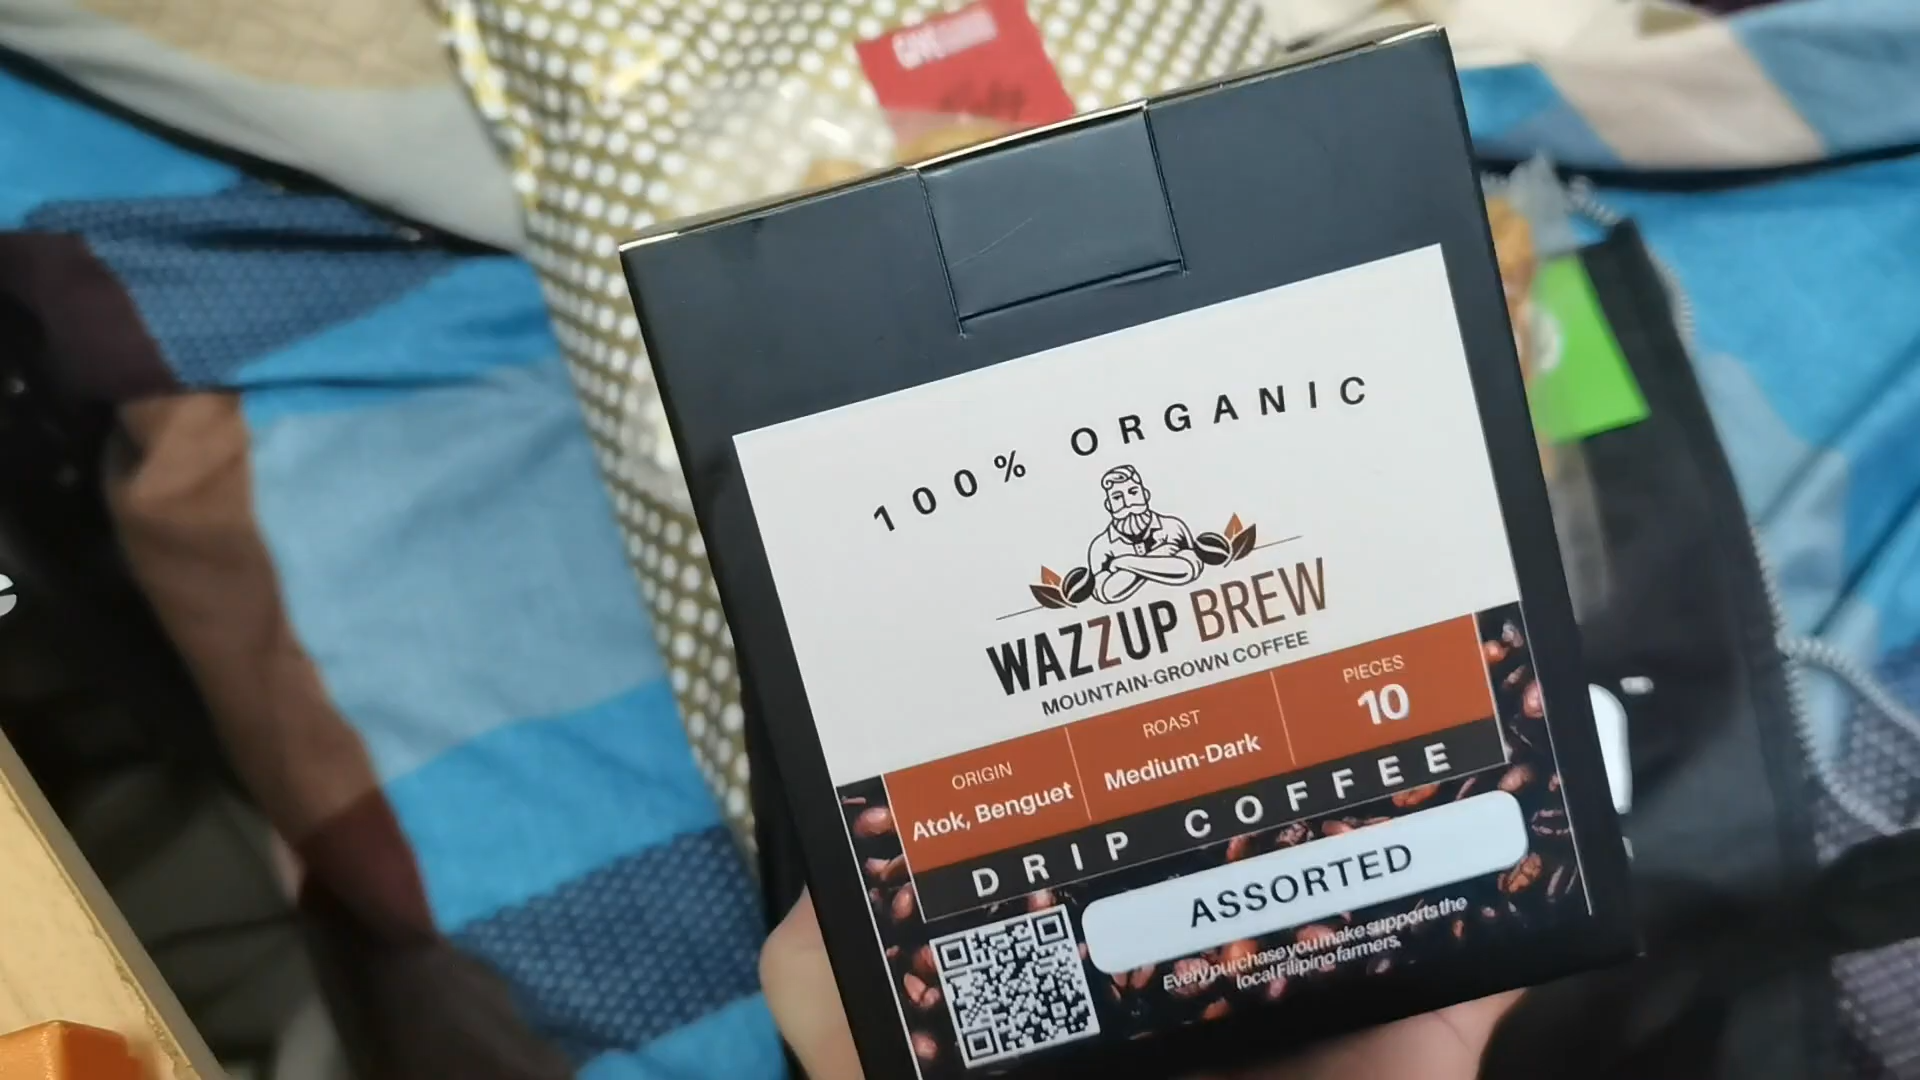 GIVE
100% ORGANIC
WAZZUP BREW
MOUNTAIN-GROWN COFFEE
ORIGIN
Atok, Benguet
ROAST
Medium-Dark
PIECES
10
DRIP COFFEE
ASSORTED
Every purchase you make supports the
local Filipino farmers.